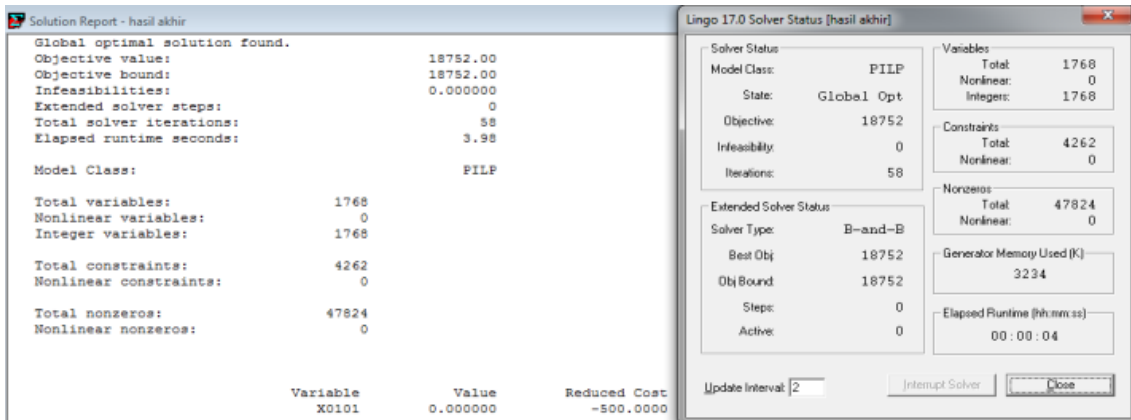 Solution Report - hasil akhir
Global optimal solution found.
Objective value: 18752.00
Objective bound: 18752.00
Infeasibilities: 0.000000
Extended solver steps: 0
Total solver iterations: 58
Elapsed runtime seconds: 3.98
Model Class: PILP
Total variables: 1768
Nonlinear variables: 0
Integer variables: 1768
Total constraints: 4262
Nonlinear constraints: 0
Total nonzeros: 47824
Nonlinear nonzeros: 0
Variable Value Reduced Cost
X0101 0.000000 -500.0000
Lingo 17.0 Solver Status [hasil akhir]
Solver Status
Model Class: PILP
State: Global Opt
Objective: 18752
Infeasibility: 0
Iterations: 58
Extended Solver Status
Solver Type: B-and-B
Best Obj: 18752
Obj Bound: 18752
Steps: 0
Active: 0
Update Interval: 2
Variables
Total: 1768
Nonlinear: 0
Integers: 1768
Constraints
Total: 4262
Nonlinear: 0
Nonzeros
Total: 47824
Nonlinear: 0
Generator Memory Used (K)
3234
Elapsed Runtime (hh:mm:ss)
00:00:04
Interrupt Solver
Close